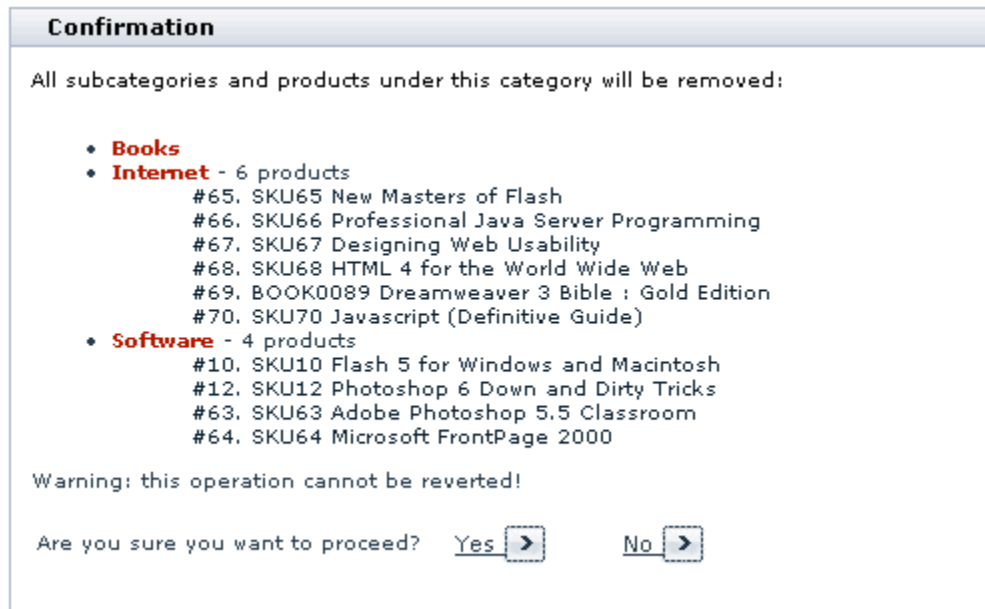 Confirmation
All subcategories and products under this category will be removed:
• Books
• Internet - 6 products
#65. SKU65 New Masters of Flash
#66. SKU66 Professional Java Server Programming
#67. SKU67 Designing Web Usability
#68. SKU68 HTML 4 for the World Wide Web
#69. BOOK0089 Dreamweaver 3 Bible : Gold Edition
#70. SKU70 Javascript (Definitive Guide)
• Software - 4 products
#10. SKU10 Flash 5 for Windows and Macintosh
#12. SKU12 Photoshop 6 Down and Dirty Tricks
#63. SKU63 Adobe Photoshop 5.5 Classroom
#64. SKU64 Microsoft FrontPage 2000
Warning: this operation cannot be reverted!
Are you sure you want to proceed? Yes > No >